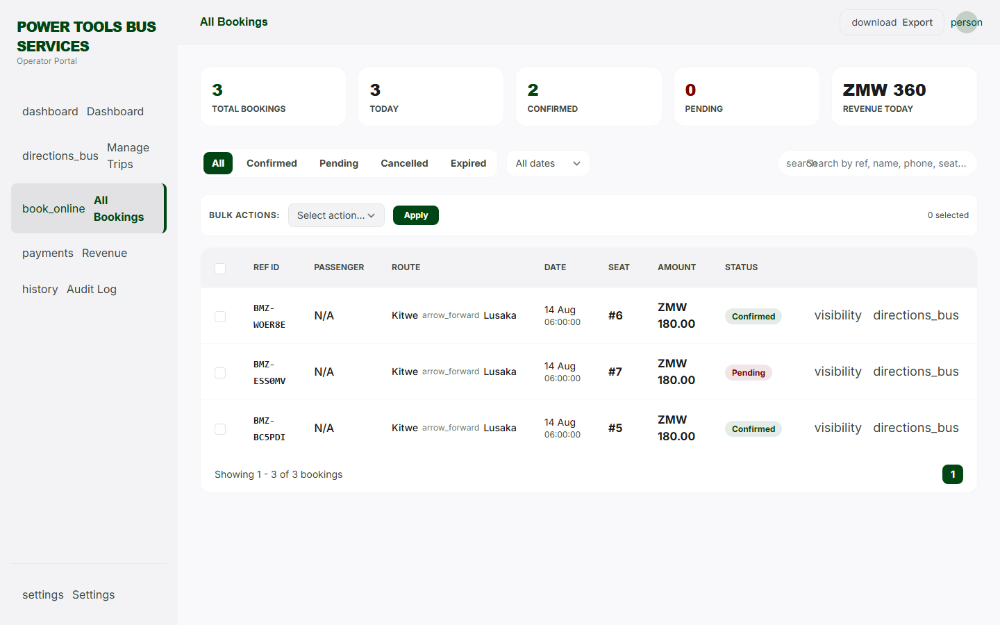 POWER TOOLS BUS
SERVICES
Operator Portal
dashboard Dashboard
directions_bus Manage
Trips
book_online All
Bookings
payments Revenue
history Audit Log
settings Settings
All Bookings
download Export
person
3
TOTAL BOOKINGS
3
TODAY
2
CONFIRMED
0
PENDING
ZMW 360
REVENUE TODAY
All Confirmed Pending Cancelled Expired All dates
search Search by ref, name, phone, seat...
BULK ACTIONS: Select action... Apply 0 selected
REF ID PASSENGER ROUTE DATE SEAT AMOUNT STATUS
BMZ-
WOER8E N/A Kitwe arrow_forward Lusaka 14 Aug
06:00:00 #6 ZMW
180.00 Confirmed visibility directions_bus
BMZ-
ESS0MV N/A Kitwe arrow_forward Lusaka 14 Aug
06:00:00 #7 ZMW
180.00 Pending visibility directions_bus
BMZ-
BC5PDI N/A Kitwe arrow_forward Lusaka 14 Aug
06:00:00 #5 ZMW
180.00 Confirmed visibility directions_bus
Showing 1 - 3 of 3 bookings 1